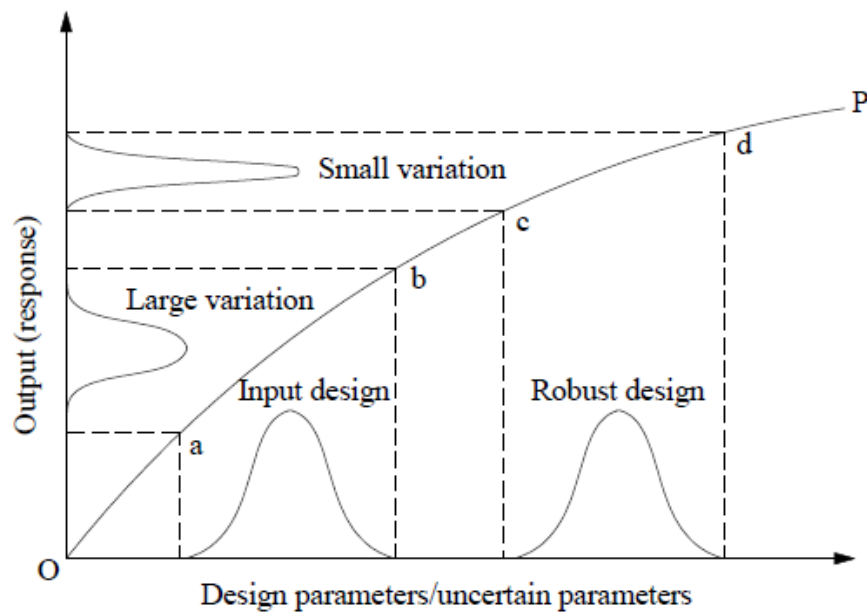 P
d
Small variation
c
b
Large variation
Output (response)
Input design
Robust design
a
O
Design parameters/uncertain parameters